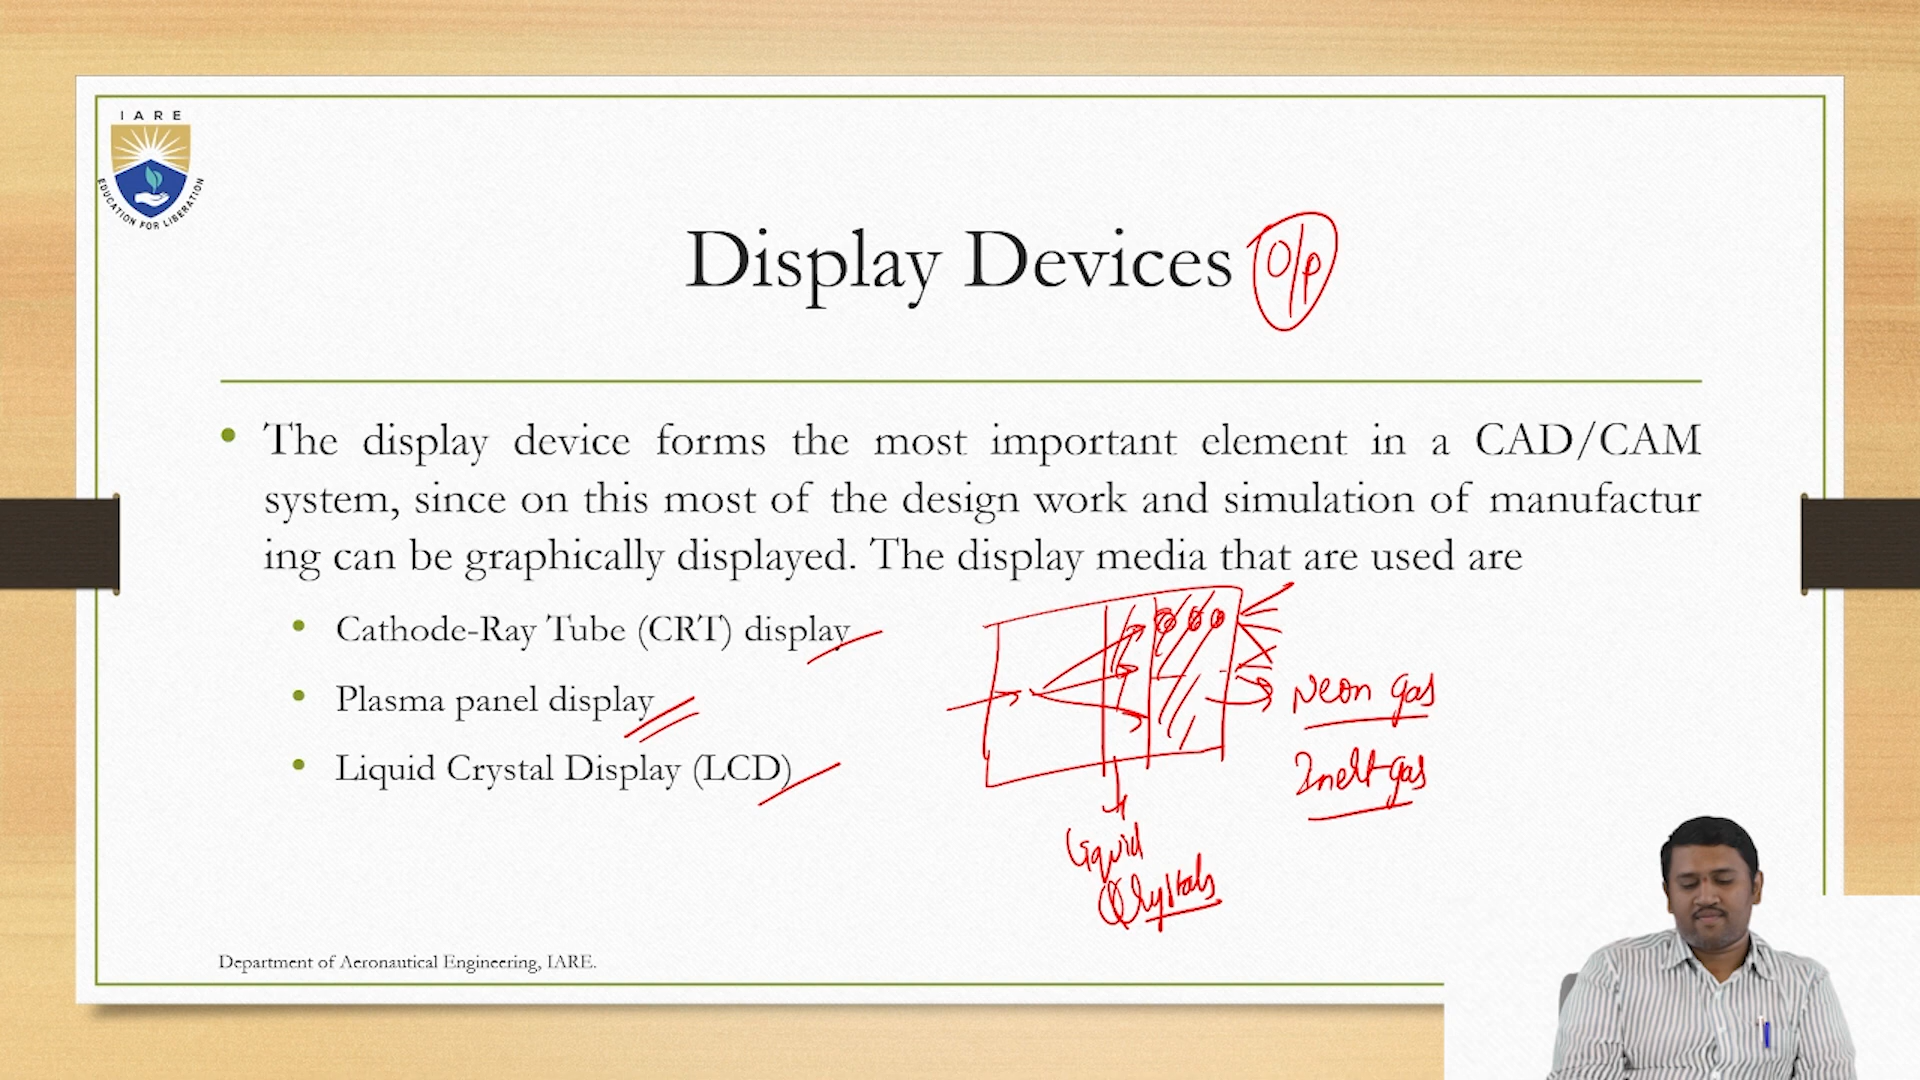 IARE
EDUCATION FOR LIBERATION
Display Devices O/P
• The display device forms the most important element in a CAD/CAM
system, since on this most of the design work and simulation of manufactur
ing can be graphically displayed. The display media that are used are
• Cathode-Ray Tube (CRT) display
• Plasma panel display
• Liquid Crystal Display (LCD)
Neon gas
Inert gas
Liquid
Crystals
Department of Aeronautical Engineering, IARE.